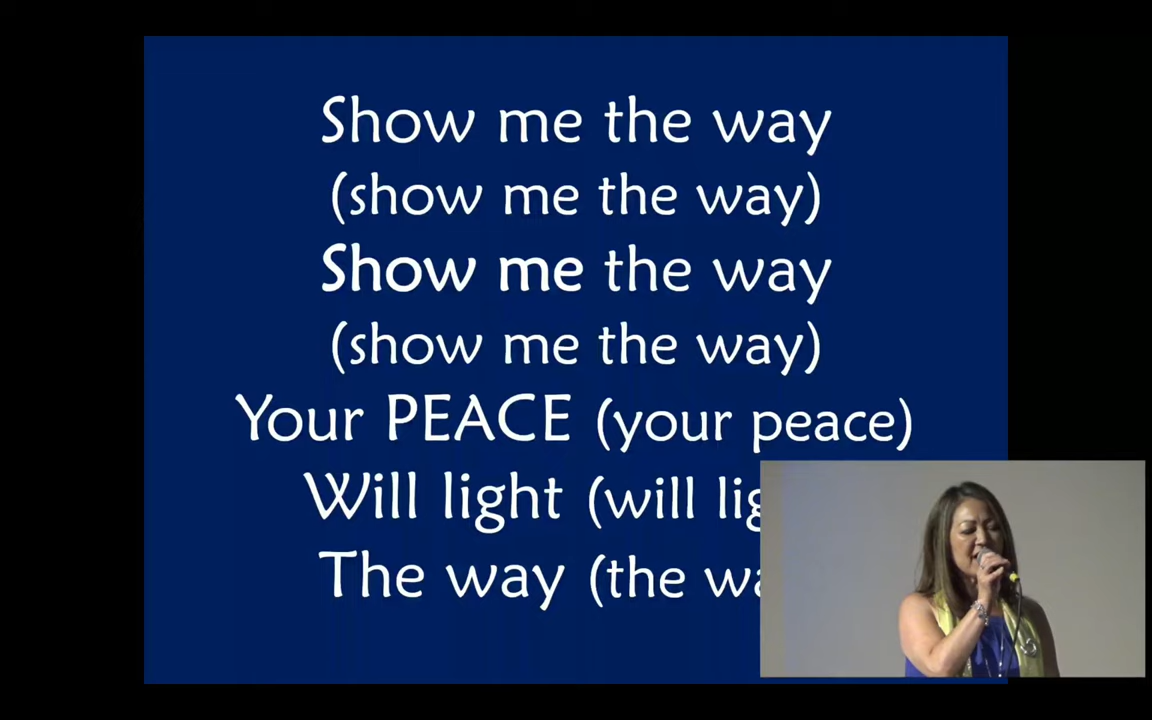 Show me the way
(show me the way)
Show me the way
(show me the way)
Your PEACE (your peace)
Will light (will lig
The way (the wa